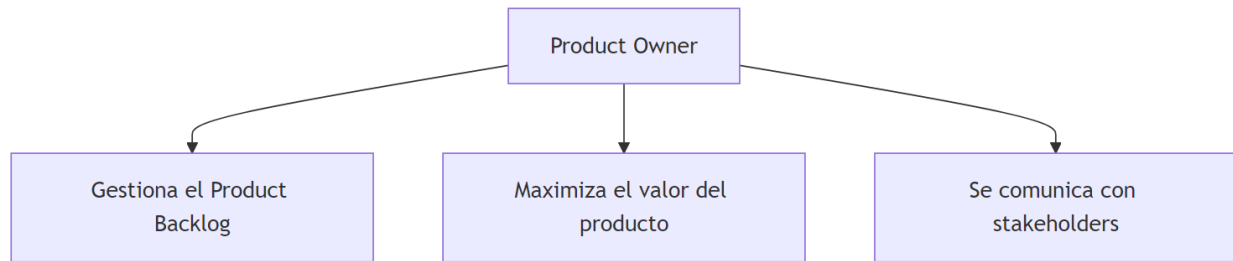 Product Owner
Gestiona el Product
Backlog
Maximiza el valor del
producto
Se comunica con
stakeholders